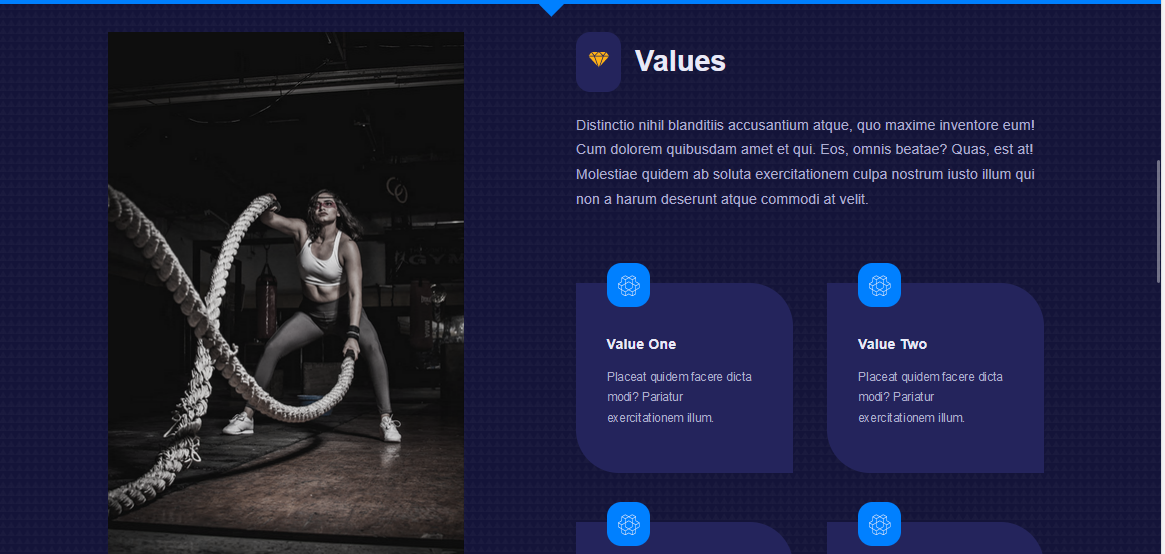 Values
Distinctio nihil blanditiis accusantium atque, quo maxime inventore eum!
Cum dolorem quibusdam amet et qui. Eos, omnis beatae? Quas, est at!
Molestiae quidem ab soluta exercitationem culpa nostrum iusto illum qui
non a harum deserunt atque commodi at velit.
Value One
Placeat quidem facere dicta
modi? Pariatur
exercitationem illum.
Value Two
Placeat quidem facere dicta
modi? Pariatur
exercitationem illum.